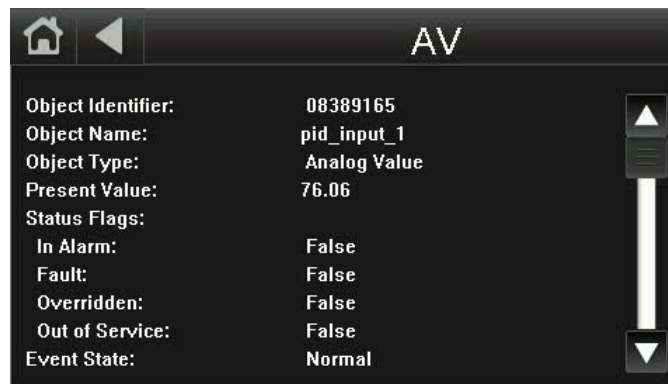 AV
Object Identifier: 08389165
Object Name: pid_input_1
Object Type: Analog Value
Present Value: 76.06
Status Flags:
In Alarm: False
Fault: False
Overridden: False
Out of Service: False
Event State: Normal